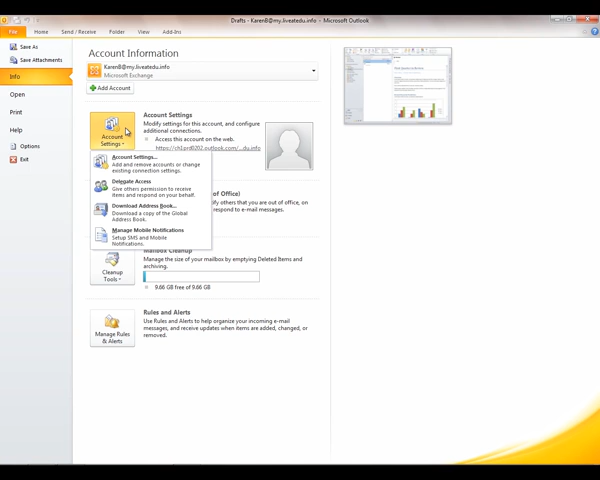 Drafts - KarenB@my.liveatedu.info - Microsoft Outlook
File Home Send / Receive Folder View Add-Ins
Save As
Save Attachments
Info
Open
Print
Help
Options
Exit
Account Information
KarenB@my.liveatedu.info
Microsoft Exchange
Add Account
Account Settings
Account Settings
Modify settings for this account, and configure additional connections.
Access this account on the web.
https://ch1prd0202.outlook.com/...du.info
Account Settings...
Add and remove accounts or change
existing connection settings.
Delegate Access
Give others permission to receive
items and respond on your behalf.
Download Address Book...
Download a copy of the Global
Address Book.
Manage Mobile Notifications
Setup SMS and Mobile
Notifications.
of Office)
ify others that you are out of office, on
respond to e-mail messages.
Cleanup Tools
Mailbox Cleanup
Manage the size of your mailbox by emptying Deleted Items and
archiving.
9.66 GB free of 9.66 GB
Manage Rules
& Alerts
Rules and Alerts
Use Rules and Alerts to help organize your incoming e-mail
messages, and receive updates when items are added, changed, or
removed.